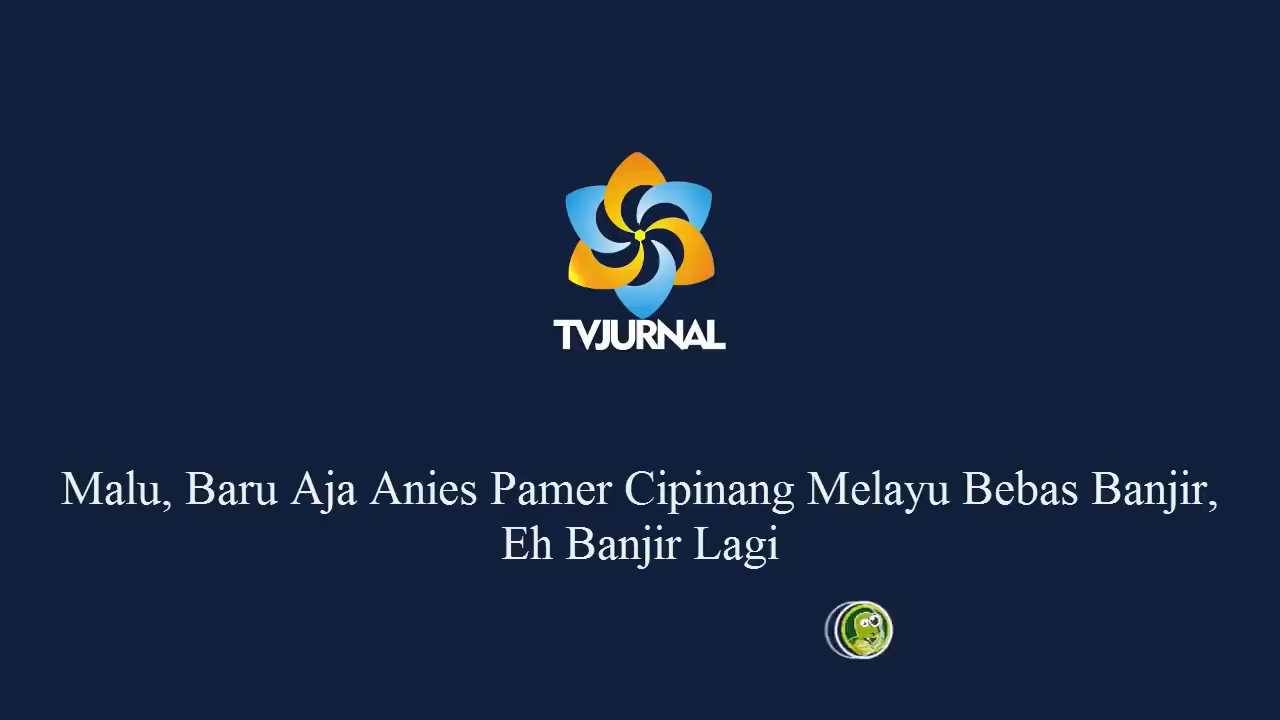 TVJURNAL
Malu, Baru Aja Anies Pamer Cipinang Melayu Bebas Banjir,
Eh Banjir Lagi